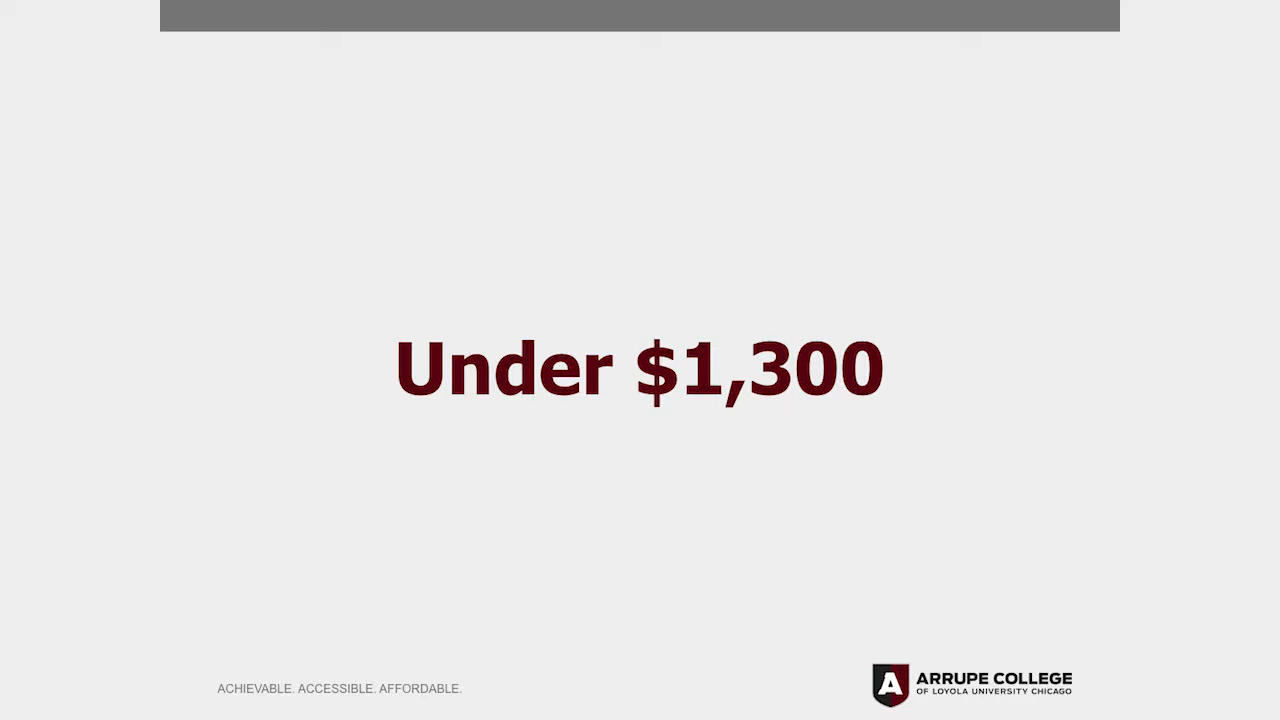 Under $1,300
ACHIEVABLE. ACCESSIBLE. AFFORDABLE.
A
ARRUPE COLLEGE
OF LOYOLA UNIVERSITY CHICAGO